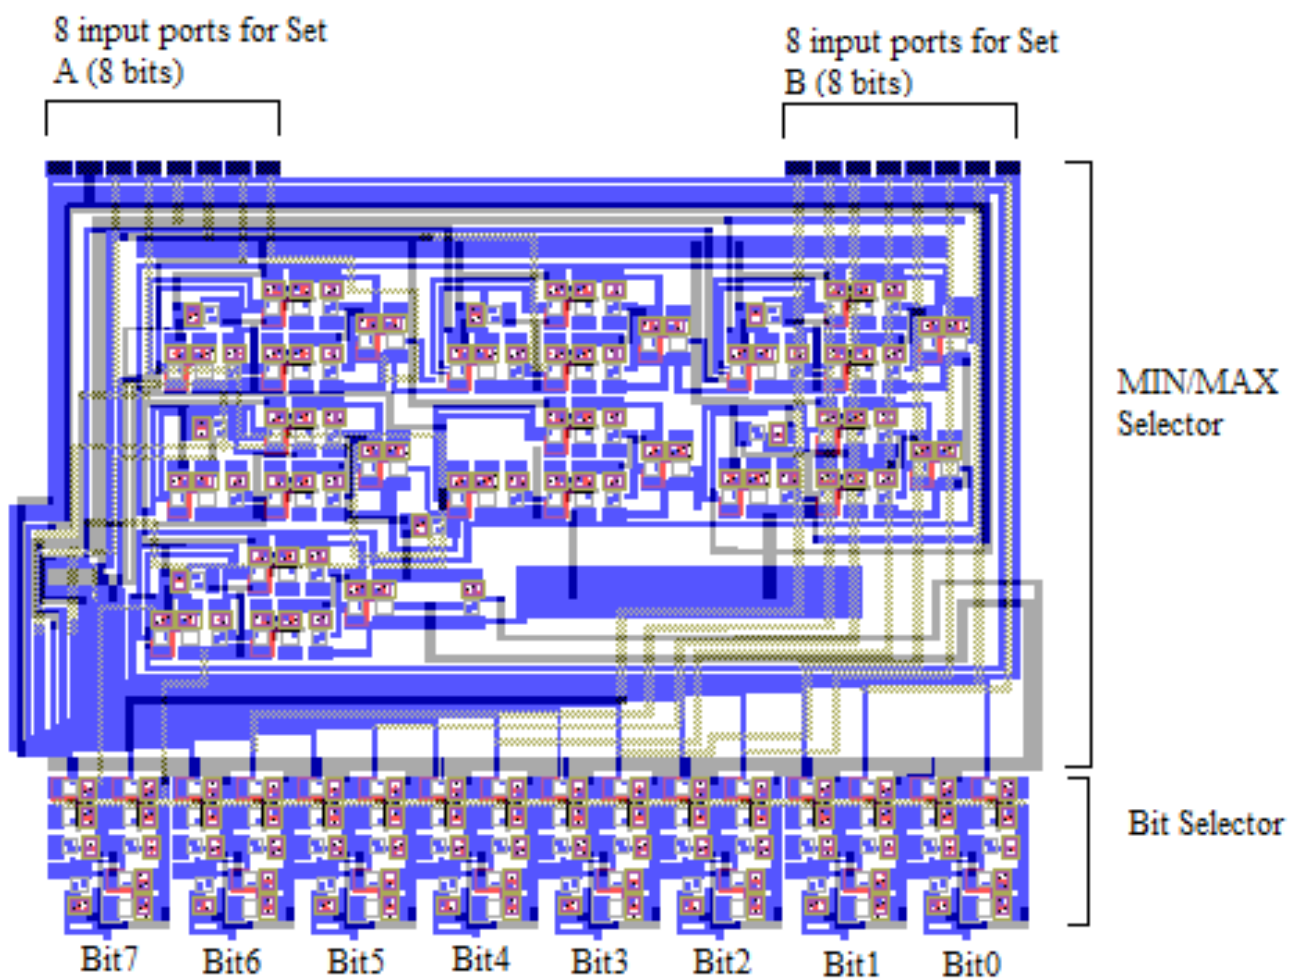 8 input ports for Set
A (8 bits)
8 input ports for Set
B (8 bits)
MIN/MAX
Selector
Bit Selector
Bit7
Bit6
Bit5
Bit4
Bit3
Bit2
Bit1
Bit0